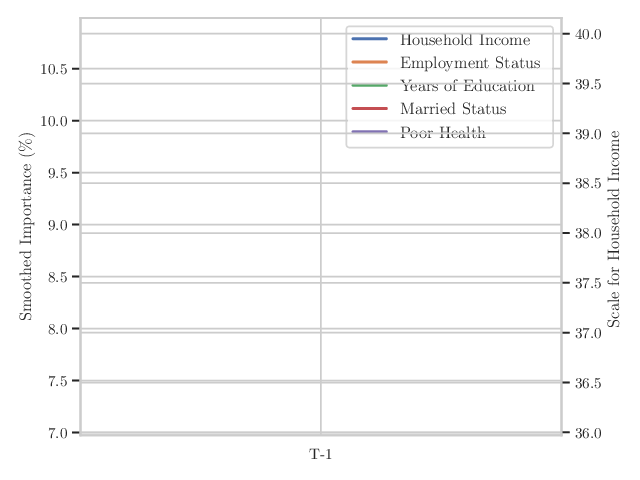 Household Income
Employment Status
Years of Education
Married Status
Poor Health
Smoothed Importance (%)
10.5
10.0
9.5
9.0
8.5
8.0
7.5
7.0
40.0
39.5
39.0
38.5
38.0
37.5
37.0
36.5
36.0
Scale for Household Income
T-1